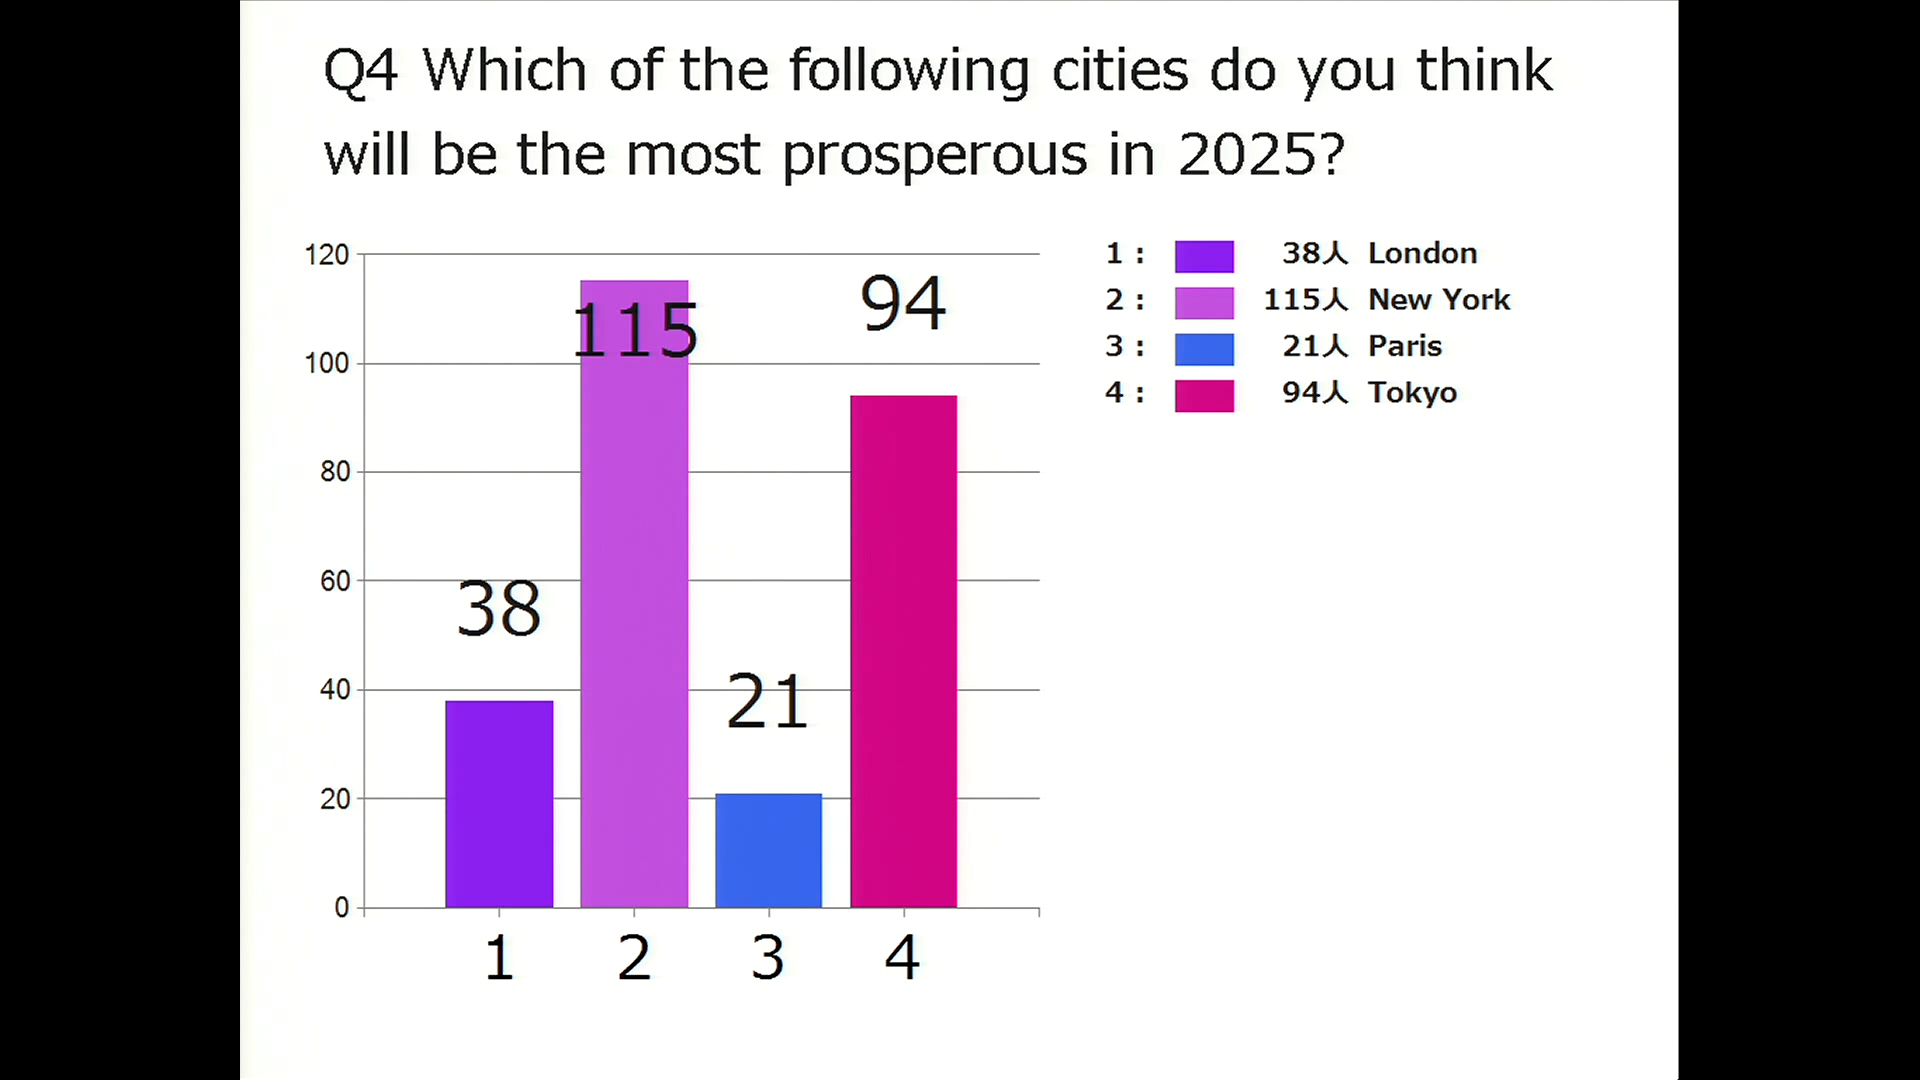 Q4 Which of the following cities do you think
will be the most prosperous in 2025?
120
100
80
60
40
20
0
38
115
21
94
1
2
3
4
1 : 38人 London
2 : 115人 New York
3 : 21人 Paris
4 : 94人 Tokyo